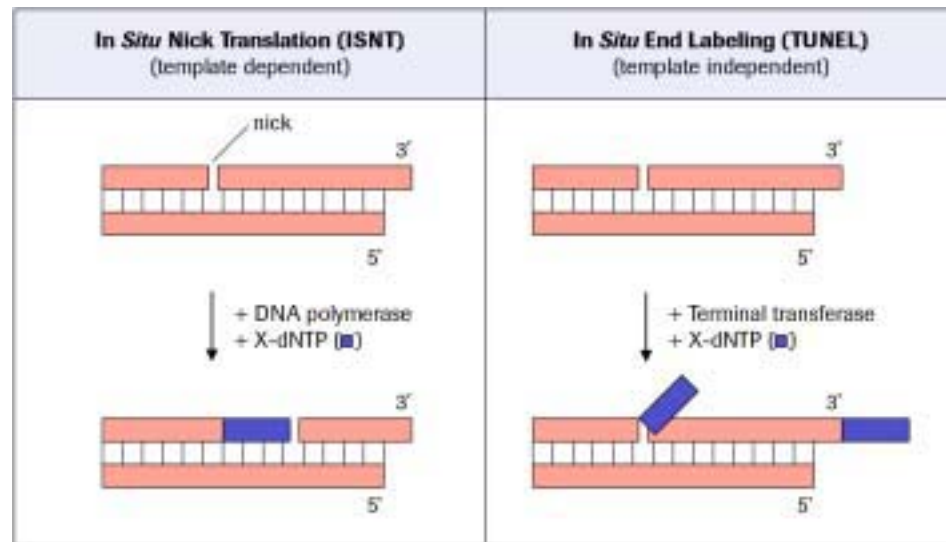 In Situ Nick Translation (ISNT)
(template dependent)
nick
3′
5′
+ DNA polymerase
+ X-dNTP (■)
3′
5′
In Situ End Labeling (TUNEL)
(template independent)
3′
5′
+ Terminal transferase
+ X-dNTP (■)
3′
5′